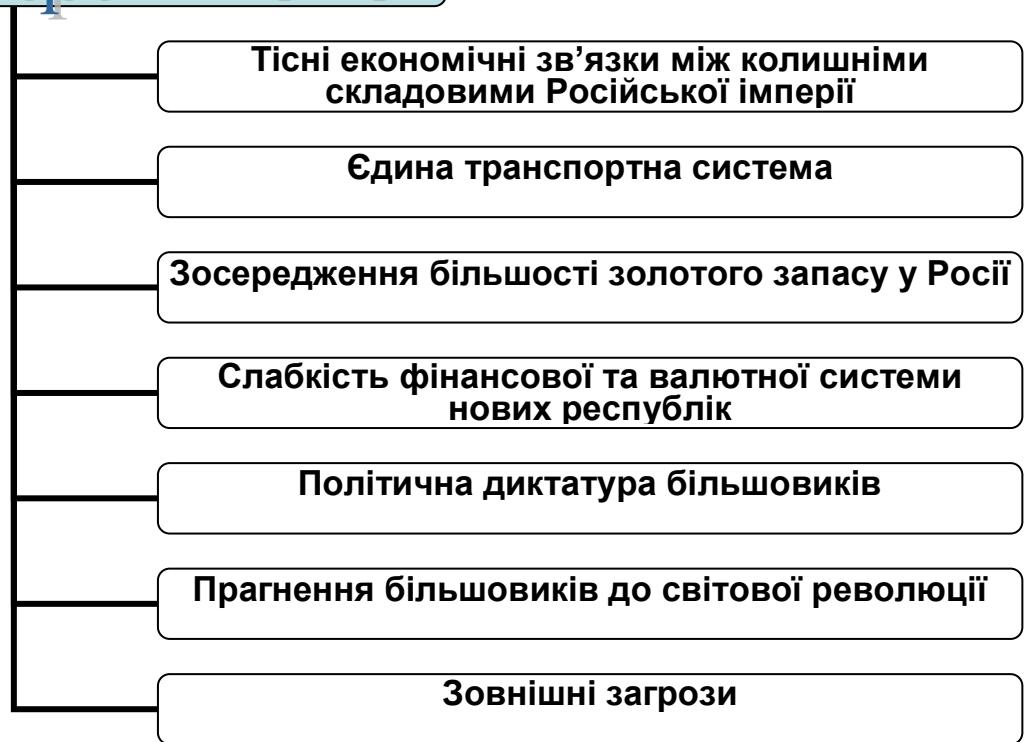 Тісні економічні зв’язки між колишніми
складовими Російської імперії
Єдина транспортна система
Зосередження більшості золотого запасу у Росії
Слабкість фінансової та валютної системи
нових республік
Політична диктатура більшовиків
Прагнення більшовиків до світової революції
Зовнішні загрози